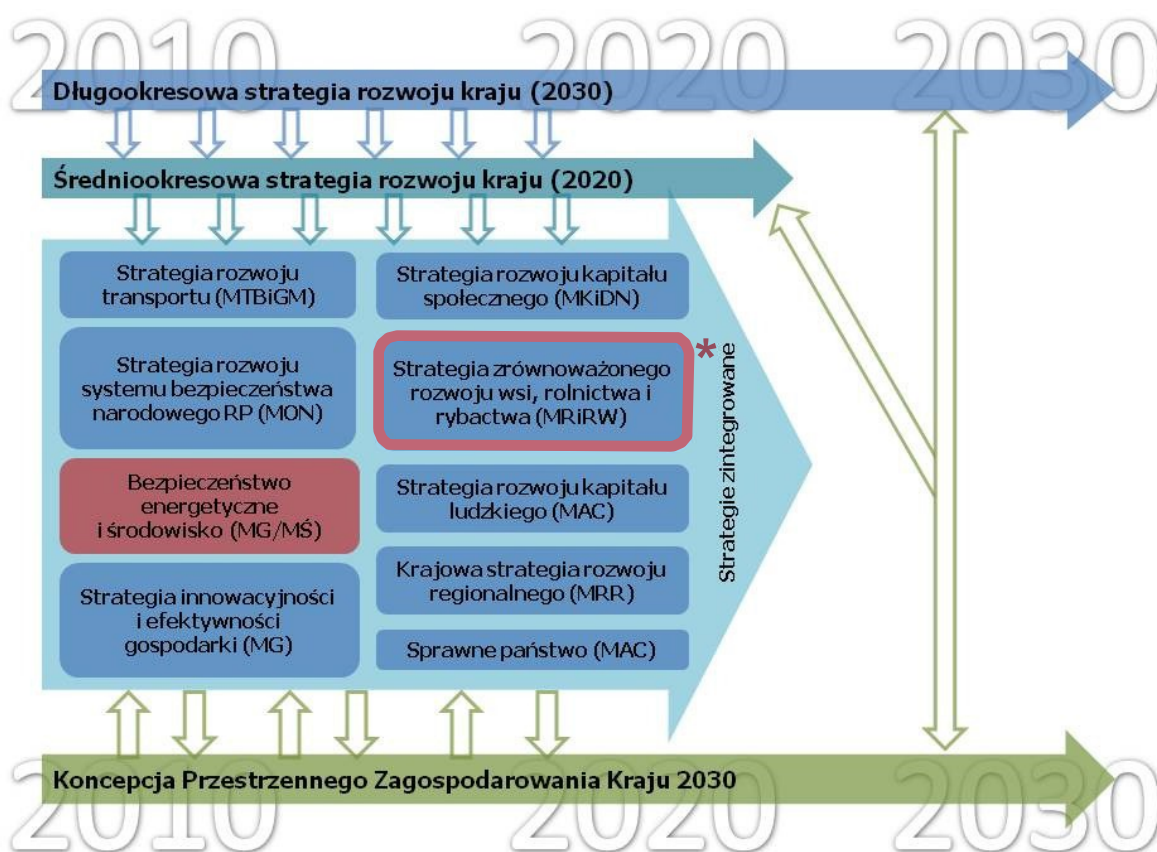 2010 2020 2030
Długookresowa strategia rozwoju kraju (2030)
Średniookresowa strategia rozwoju kraju (2020)
Strategia rozwoju
transportu (MTBiGM)
Strategia rozwoju
systemu bezpieczeństwa
narodowego RP (MON)
Bezpieczeństwo
energetyczne
i środowisko (MG/MŚ)
Strategia innowacyjności
i efektywności
gospodarki (MG)
Strategia rozwoju kapitału
społecznego (MKiDN)
Strategia zrównoważonego
rozwoju wsi, rolnictwa i
rybactwa (MRiRW)
*
Strategia rozwoju kapitału
ludzkiego (MAC)
Krajowa strategia rozwoju
regionalnego (MRR)
Sprawne państwo (MAC)
Strategie zintegrowane
Koncepcja Przestrzennego Zagospodarowania Kraju 2030
2010 2020 2030